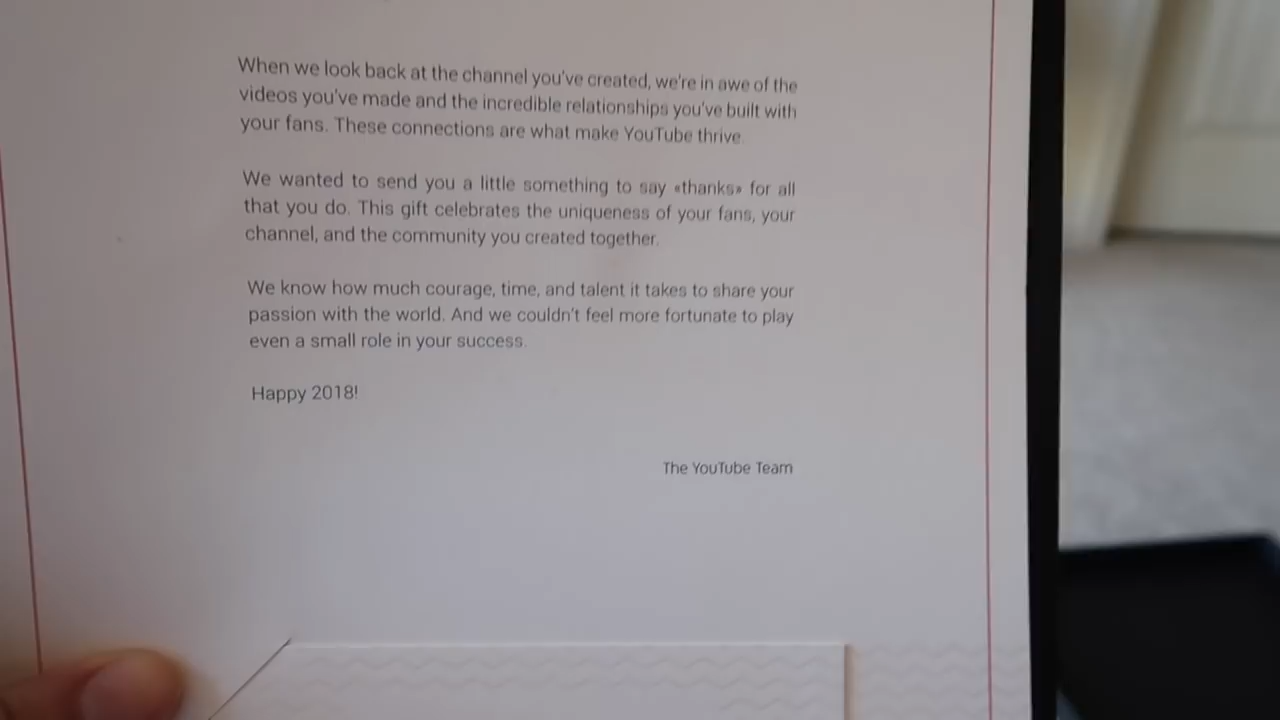 When we look back at the channel you've created, we're in awe of the
videos you've made and the incredible relationships you've built with
your fans. These connections are what make YouTube thrive.
We wanted to send you a little something to say «thanks» for all
that you do. This gift celebrates the uniqueness of your fans, your
channel, and the community you created together.
We know how much courage, time, and talent it takes to share your
passion with the world. And we couldn't feel more fortunate to play
even a small role in your success.
Happy 2018!
The YouTube Team